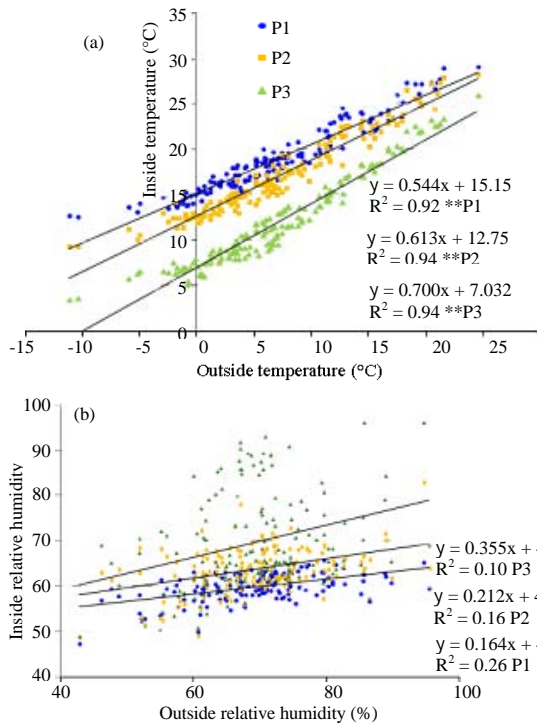 (a)
P1
P2
P3
Inside temperature (°C)
35
30
25
20
15
10
5
0
y = 0.544x + 15.15
R² = 0.92 **P1
y = 0.613x + 12.75
R² = 0.94 **P2
y = 0.700x + 7.032
R² = 0.94 **P3
-15 -10 -5 0 5 10 15 20 25
Outside temperature (°C)
(b)
Inside relative humidity
100
90
80
70
60
50
40
y = 0.355x + 4
R² = 0.10 P3
y = 0.212x + 4
R² = 0.16 P2
y = 0.164x + 4
R² = 0.26 P1
40 60 80 100
Outside relative humidity (%)